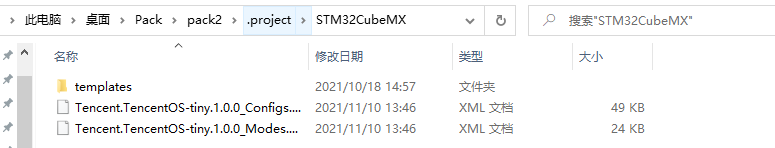 此电脑 > 桌面 > Pack > pack2 > .project > STM32CubeMX
搜索"STM32CubeMX"
名称 修改日期 类型 大小
templates 2021/10/18 14:57 文件夹
Tencent.TencentOS-tiny.1.0.0_Configs.... 2021/11/10 13:46 XML 文档 49 KB
Tencent.TencentOS-tiny.1.0.0_Modes.... 2021/11/10 13:46 XML 文档 24 KB